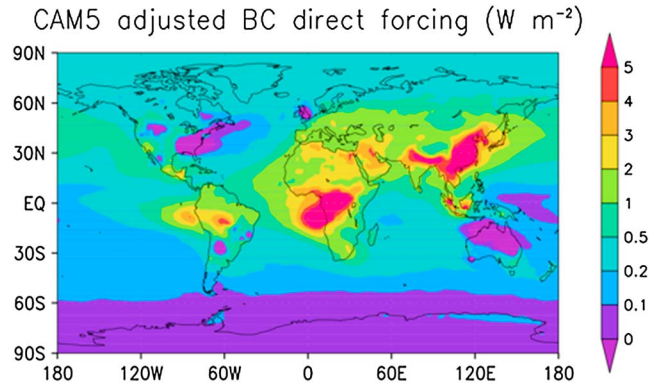 CAM5 adjusted BC direct forcing (W m⁻²)
90N
60N
30N
EQ
30S
60S
90S
180 120W 60W 0 60E 120E 180
5
4
3
2
1
0.5
0.2
0.1
0